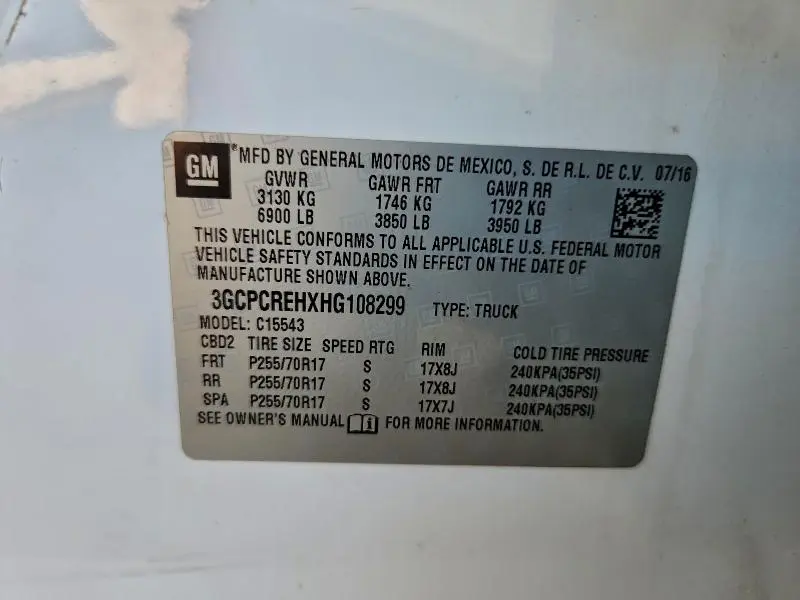 GM ® MFD BY GENERAL MOTORS DE MEXICO, S. DE R.L. DE C.V. 07/16
GVWR GAWR FRT GAWR RR
3130 KG 1746 KG 1792 KG
6900 LB 3850 LB 3950 LB
THIS VEHICLE CONFORMS TO ALL APPLICABLE U.S. FEDERAL MOTOR
VEHICLE SAFETY STANDARDS IN EFFECT ON THE DATE OF
MANUFACTURE SHOWN ABOVE.
3GCPCREHXHG108299 TYPE: TRUCK
MODEL: C15543
CBD2 TIRE SIZE SPEED RTG RIM COLD TIRE PRESSURE
FRT P255/70R17 S 17X8J 240KPA(35PSI)
RR P255/70R17 S 17X8J 240KPA(35PSI)
SPA P255/70R17 S 17X7J 240KPA(35PSI)
SEE OWNER'S MANUAL i FOR MORE INFORMATION.